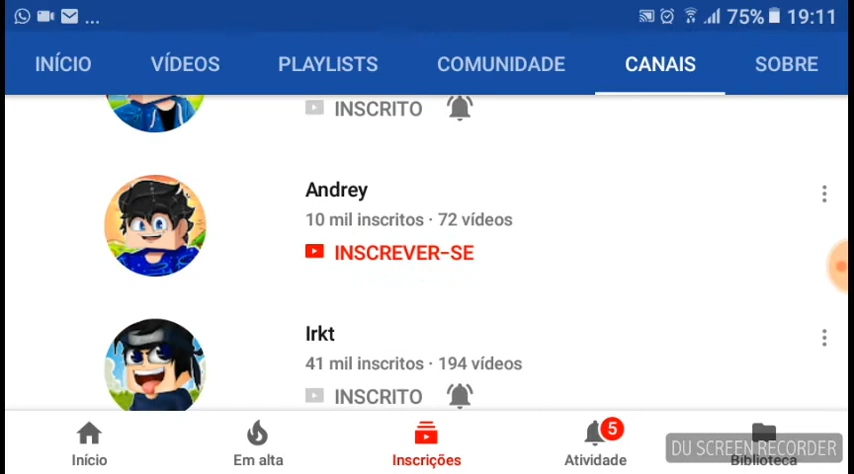 ... 75% 19:11
INÍCIO VÍDEOS PLAYLISTS COMUNIDADE CANAIS SOBRE
INSCRITO
Andrey
10 mil inscritos · 72 vídeos
INSCREVER-SE
Irkt
41 mil inscritos · 194 vídeos
INSCRITO
5
Início Em alta Inscrições Atividade Biblioteca
DU SCREEN RECORDER